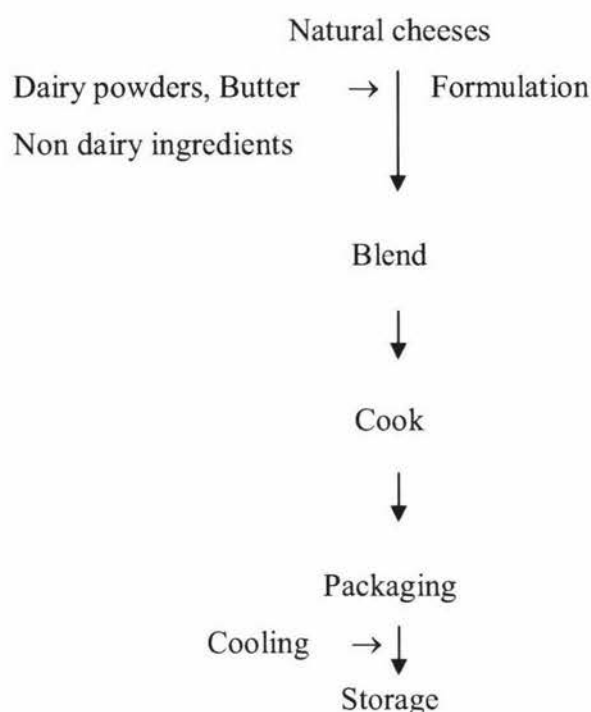 Natural cheeses
Dairy powders, Butter → Formulation
Non dairy ingredients
Blend
Cook
Packaging
Cooling →
Storage